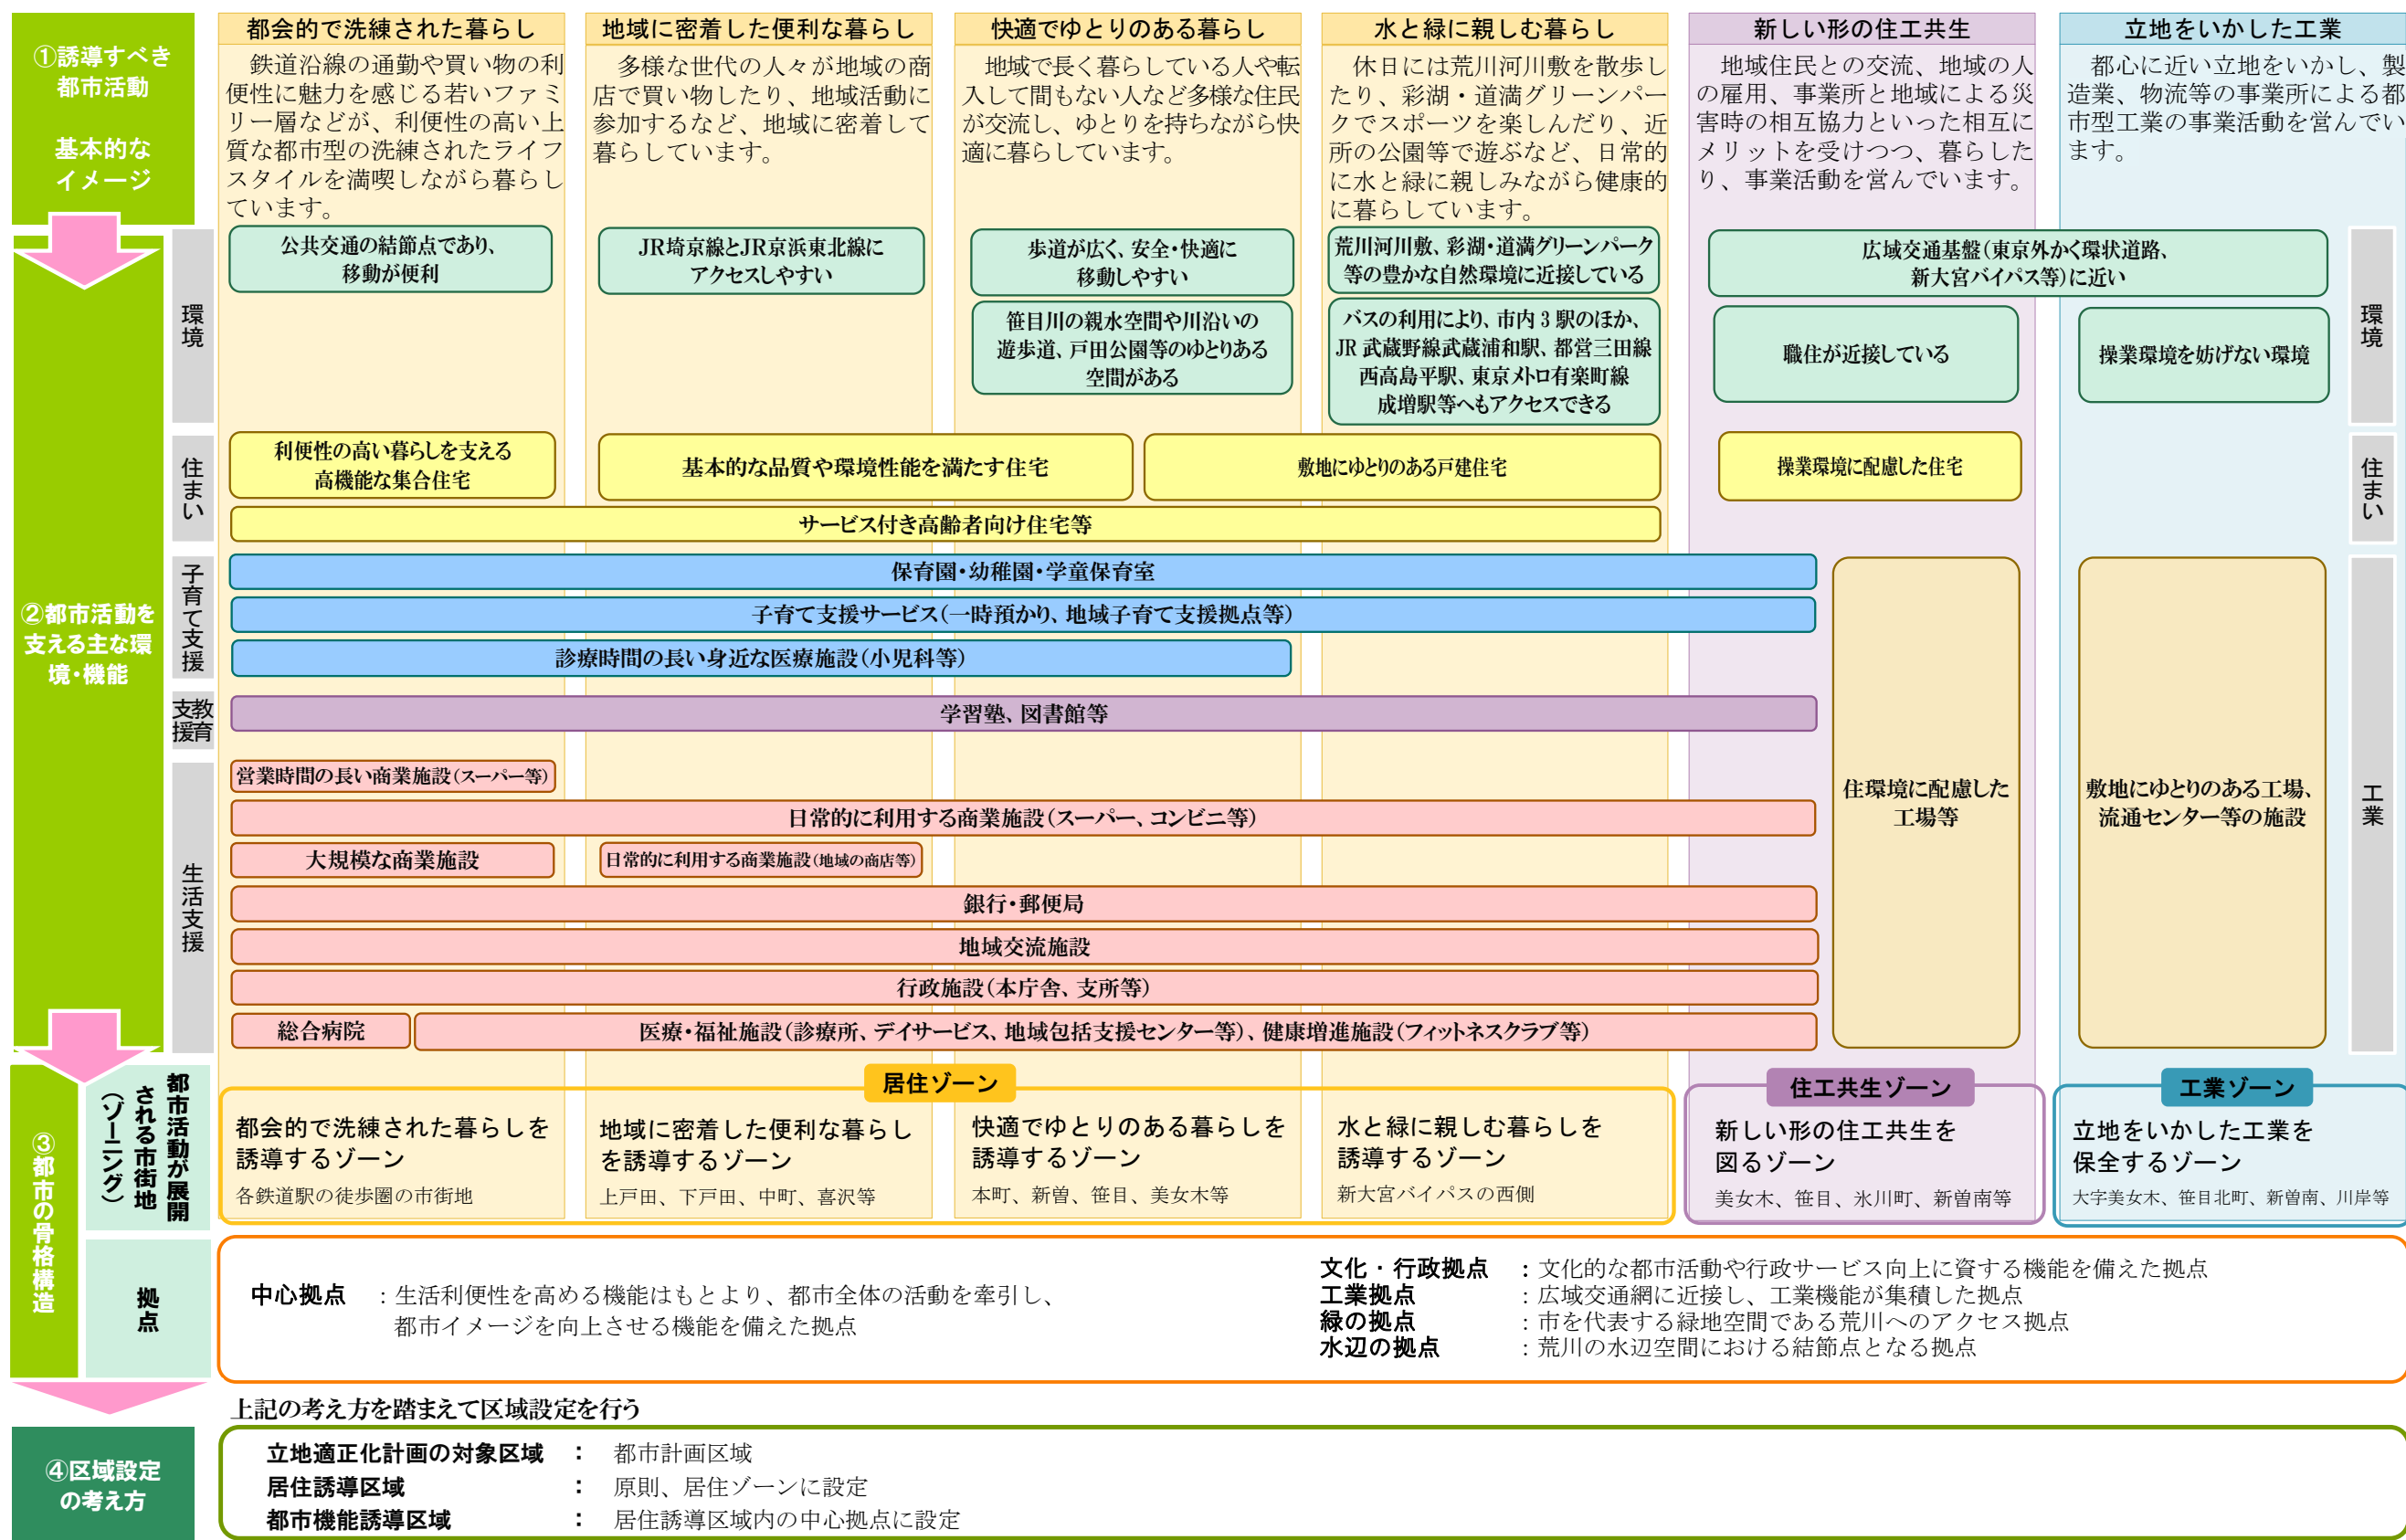 ①誘導すべき
都市活動
基本的な
イメージ
都会的で洗練された暮らし
鉄道沿線の通勤や買い物の利
便性に魅力を感じる若いファミ
リー層などが、利便性の高い上
質な都市型の洗練されたライフ
スタイルを満喫しながら暮らし
ています。
地域に密着した便利な暮らし
多様な世代の人々が地域の商
店で買い物したり、地域活動に
参加するなど、地域に密着して
暮らしています。
快適でゆとりのある暮らし
地域で長く暮らしている人や転
入して間もない人など多様な住民
が交流し、ゆとりを持ちながら快
適に暮らしています。
水と緑に親しむ暮らし
休日には荒川河川敷を散歩し
たり、彩湖・道満グリーンパー
クでスポーツを楽しんだり、近
所の公園等で遊ぶなど、日常的
に水と緑に親しみながら健康的
に暮らしています。
新しい形の住工共生
地域住民との交流、地域の人
の雇用、事業所と地域による災
害時の相互協力といった相互に
メリットを受けつつ、暮らした
り、事業活動を営んでいます。
立地をいかした工業
都心に近い立地をいかし、製
造業、物流等の事業所による都
市型工業の事業活動を営んでい
ます。
②都市活動を
支える主な環
境・機能
環境
公共交通の結節点であり、
移動が便利
JR埼京線とJR京浜東北線に
アクセスしやすい
歩道が広く、安全・快適に
移動しやすい
笹目川の親水空間や川沿いの
遊歩道、戸田公園等のゆとりある
空間がある
荒川河川敷、彩湖・道満グリーンパーク
等の豊かな自然環境に近接している
バスの利用により、市内3駅のほか、
JR武蔵野線武蔵浦和駅、都営三田線
西高島平駅、東京メトロ有楽町線
成増駅等へもアクセスできる
広域交通基盤(東京外かく環状道路、
新大宮バイパス等)に近い
職住が近接している
操業環境を妨げない環境
環境
住まい
利便性の高い暮らしを支える
高機能な集合住宅
基本的な品質や環境性能を満たす住宅
敷地にゆとりのある戸建住宅
操業環境に配慮した住宅
サービス付き高齢者向け住宅等
住まい
子育て支援
保育園・幼稚園・学童保育室
子育て支援サービス(一時預かり、地域子育て支援拠点等)
診療時間の長い身近な医療施設(小児科等)
教育支援
学習塾、図書館等
生活支援
営業時間の長い商業施設(スーパー等)
日常的に利用する商業施設(スーパー、コンビニ等)
大規模な商業施設
日常的に利用する商業施設(地域の商店等)
銀行・郵便局
地域交流施設
行政施設(本庁舎、支所等)
総合病院
医療・福祉施設(診療所、デイサービス、地域包括支援センター等)、健康増進施設(フィットネスクラブ等)
住環境に配慮した
工場等
敷地にゆとりのある工場、
流通センター等の施設
工業
③都市の骨格構造
都市活動が展開
される市街地
(ゾーニング)
居住ゾーン
都会的で洗練された暮らしを
誘導するゾーン
各鉄道駅の徒歩圏の市街地
地域に密着した便利な暮らし
を誘導するゾーン
上戸田、下戸田、中町、喜沢等
快適でゆとりのある暮らしを
誘導するゾーン
本町、新曽、笹目、美女木等
水と緑に親しむ暮らしを
誘導するゾーン
新大宮バイパスの西側
住工共生ゾーン
新しい形の住工共生を
図るゾーン
美女木、笹目、氷川町、新曽南等
工業ゾーン
立地をいかした工業を
保全するゾーン
大字美女木、笹目北町、新曽南、川岸等
拠点
中心拠点 :生活利便性を高める機能はもとより、都市全体の活動を牽引し、
都市イメージを向上させる機能を備えた拠点
文化・行政拠点 :文化的な都市活動や行政サービス向上に資する機能を備えた拠点
工業拠点 :広域交通網に近接し、工業機能が集積した拠点
緑の拠点 :市を代表する緑地空間である荒川へのアクセス拠点
水辺の拠点 :荒川の水辺空間における結節点となる拠点
上記の考え方を踏まえて区域設定を行う
④区域設定
の考え方
立地適正化計画の対象区域 : 都市計画区域
居住誘導区域 : 原則、居住ゾーンに設定
都市機能誘導区域 : 居住誘導区域内の中心拠点に設定